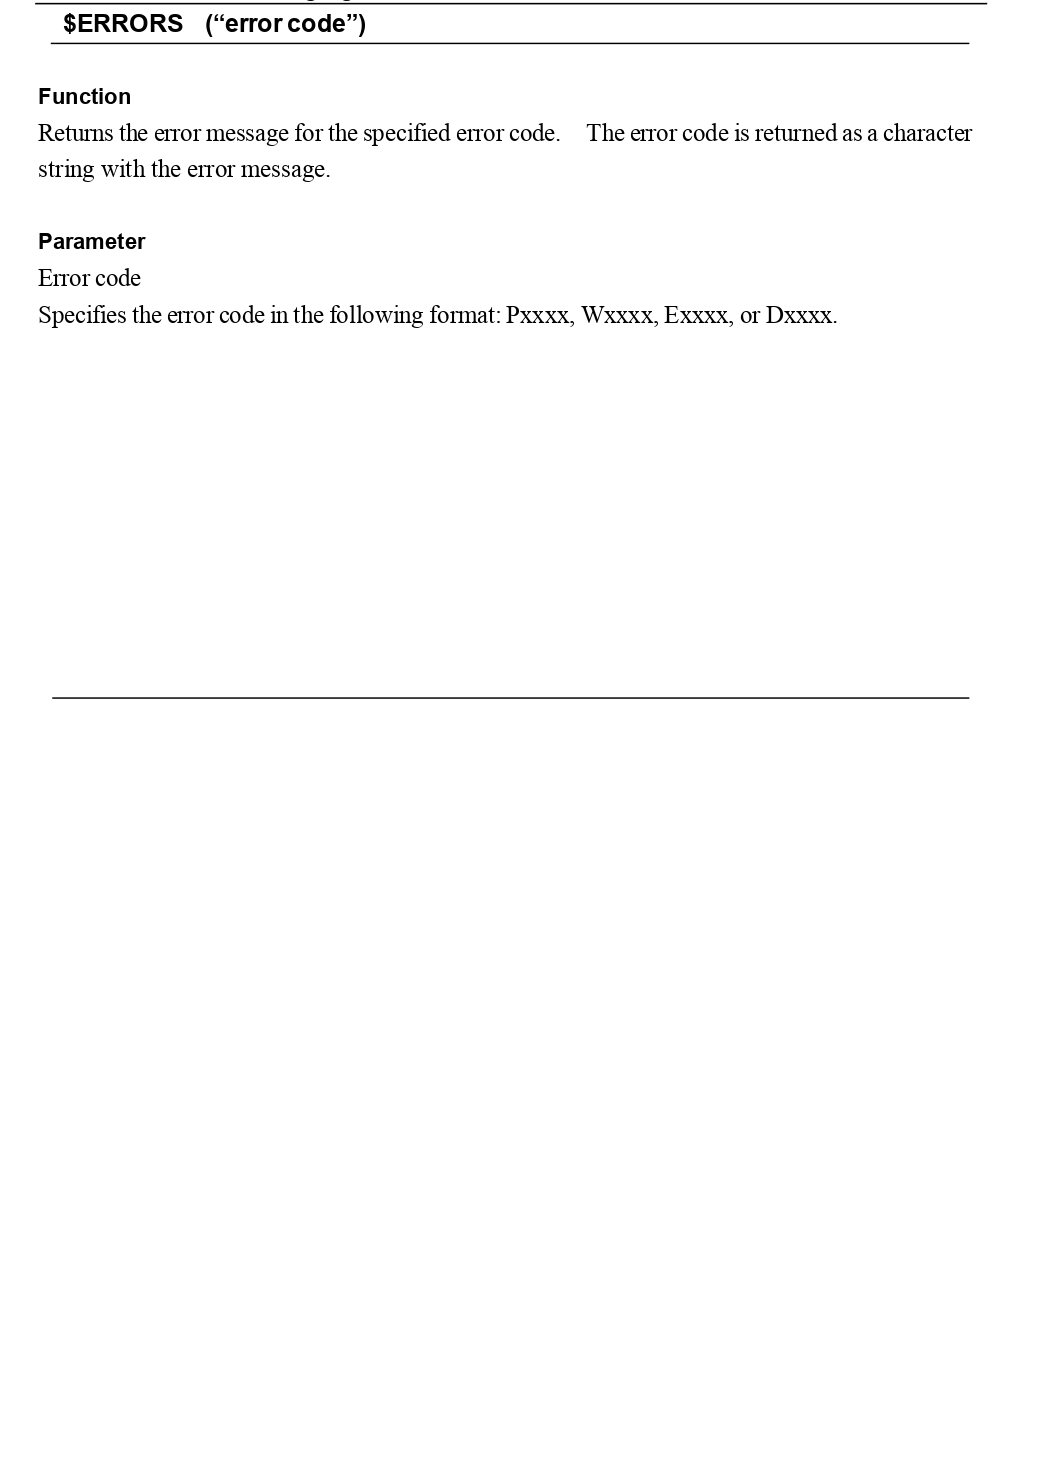 $ERRORS (“error code”)
Function
Returns the error message for the specified error code. The error code is returned as a character
string with the error message.
Parameter
Error code
Specifies the error code in the following format: Pxxxx, Wxxxx, Exxxx, or Dxxxx.